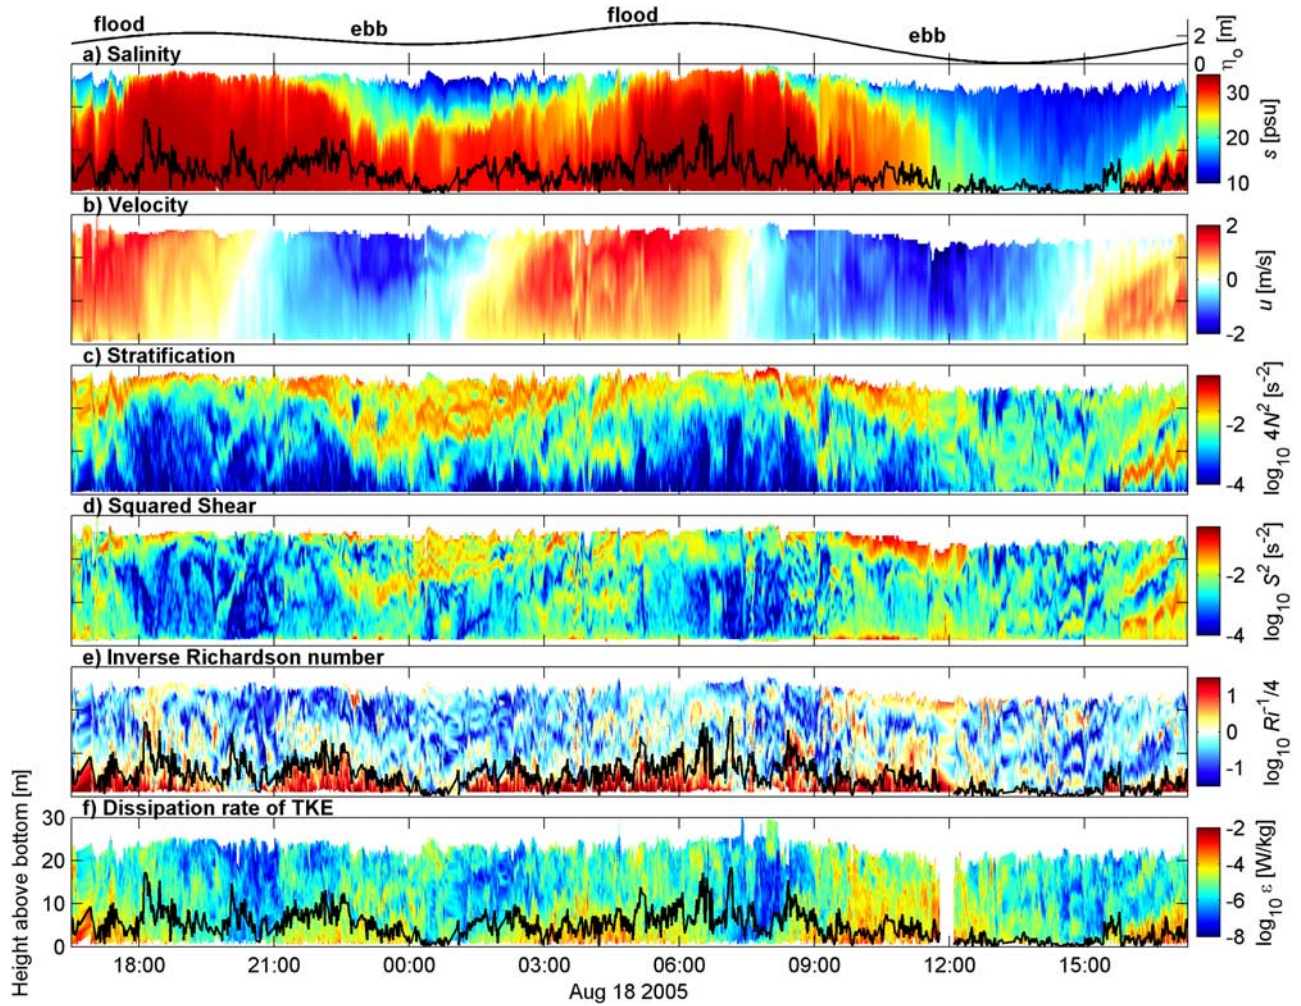 flood
ebb
flood
ebb
2
0
η₀ [m]
a) Salinity
30
20
10
s [psu]
b) Velocity
2
0
-2
u [m/s]
c) Stratification
-2
-4
log₁₀ 4N² [s⁻²]
d) Squared Shear
-2
-4
log₁₀ S² [s⁻²]
e) Inverse Richardson number
1
0
-1
log₁₀ Ri⁻¹/4
f) Dissipation rate of TKE
30
20
10
0
Height above bottom [m]
-2
-4
-6
-8
log₁₀ ε [W/kg]
18:00 21:00 00:00 03:00 06:00 09:00 12:00 15:00
Aug 18 2005